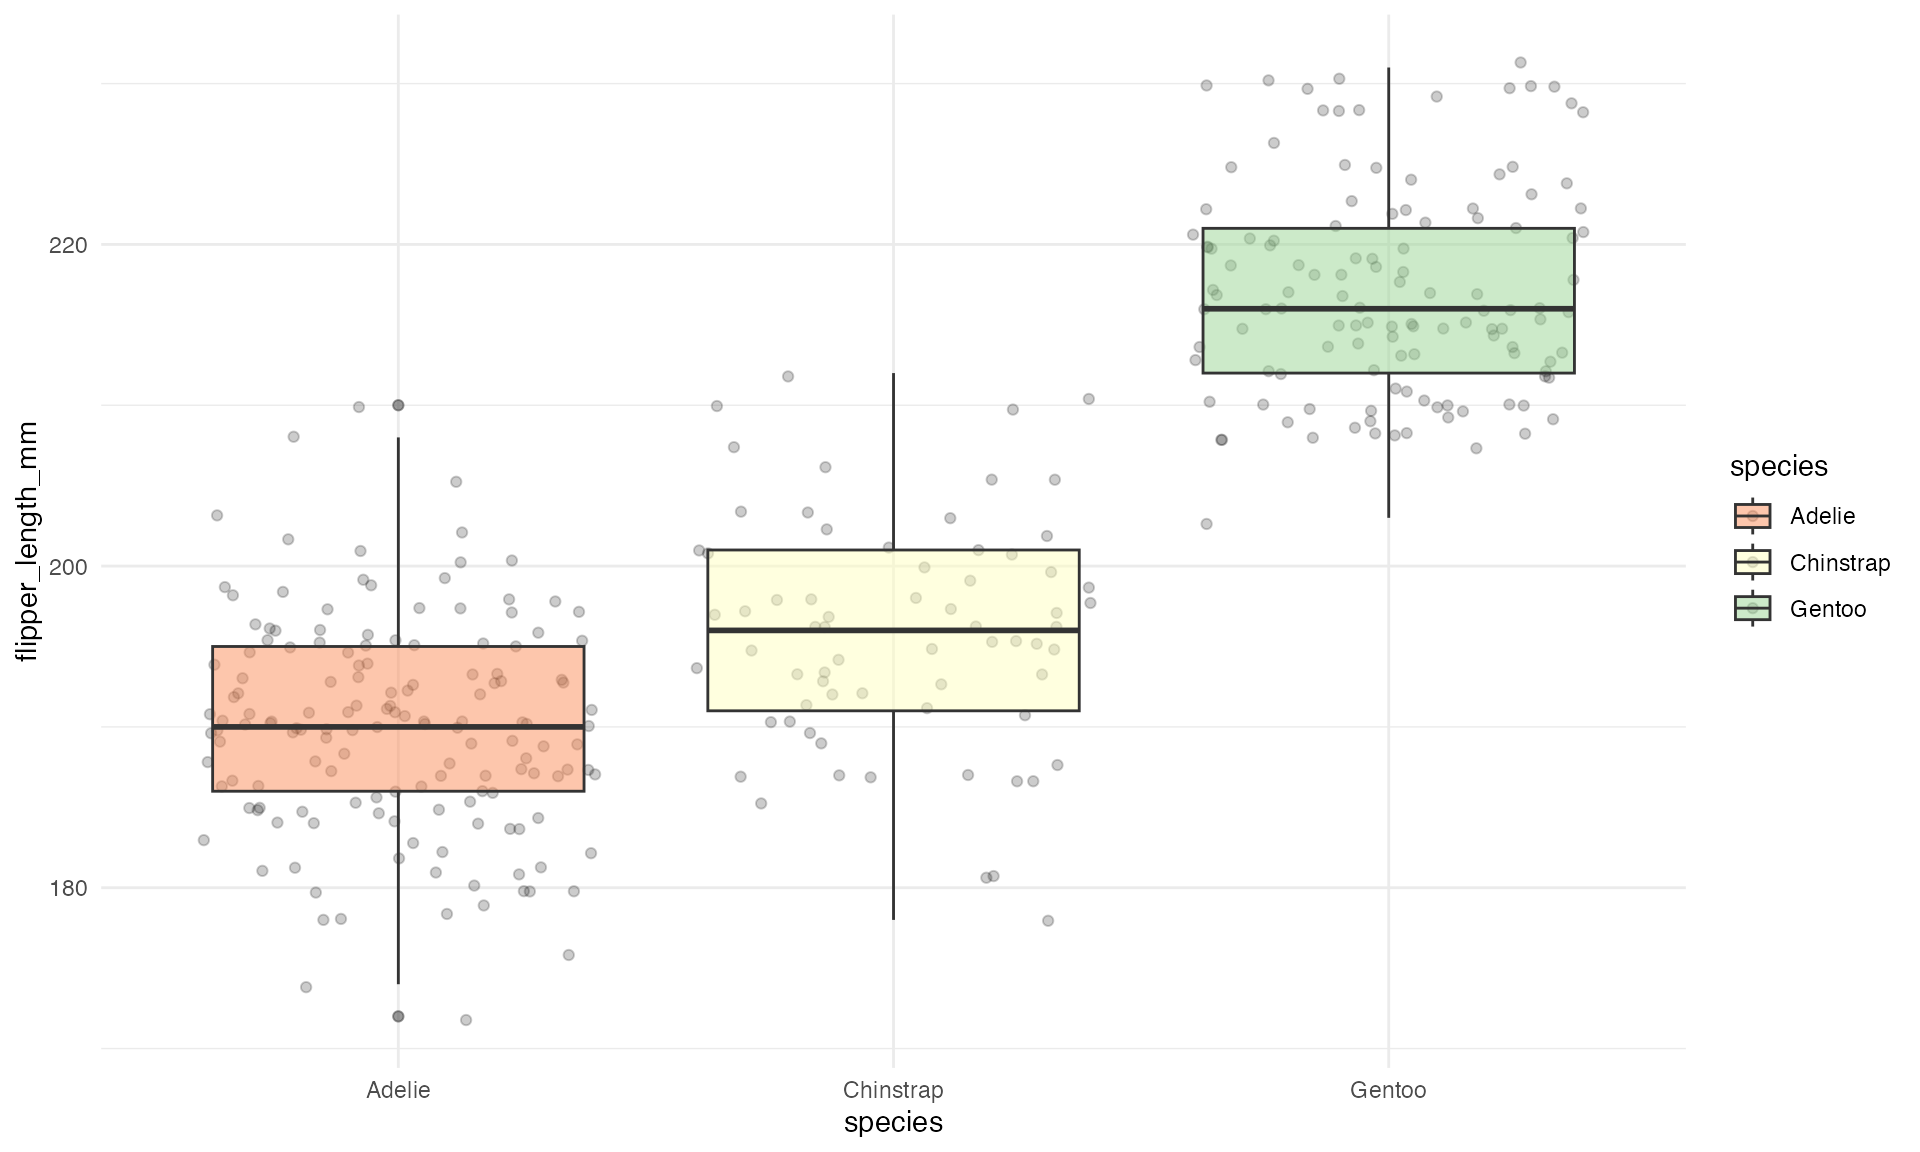 flipper_length_mm
220
200
180
Adelie
Chinstrap
Gentoo
species
species
Adelie
Chinstrap
Gentoo